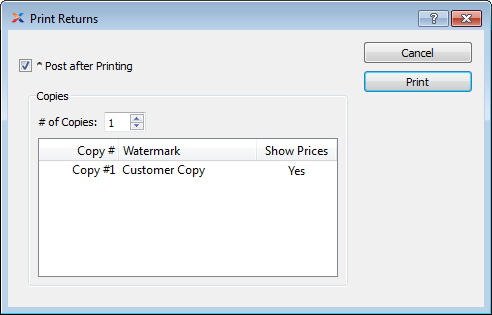 Print Returns
?
Cancel
^ Post after Printing
Print
Copies
# of Copies: 1
Copy # Watermark Show Prices
Copy #1 Customer Copy Yes